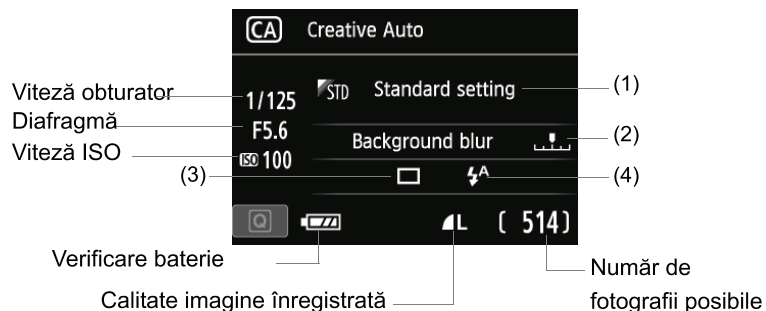 CA Creative Auto
Viteză obturator
1/125
STD Standard setting
(1)
Diafragmă
F5.6
Background blur
(2)
Viteză ISO
ISO 100
(3)
A
(4)
Q
L
( 514)
Verificare baterie
Număr de
Calitate imagine înregistrată
fotografii posibile